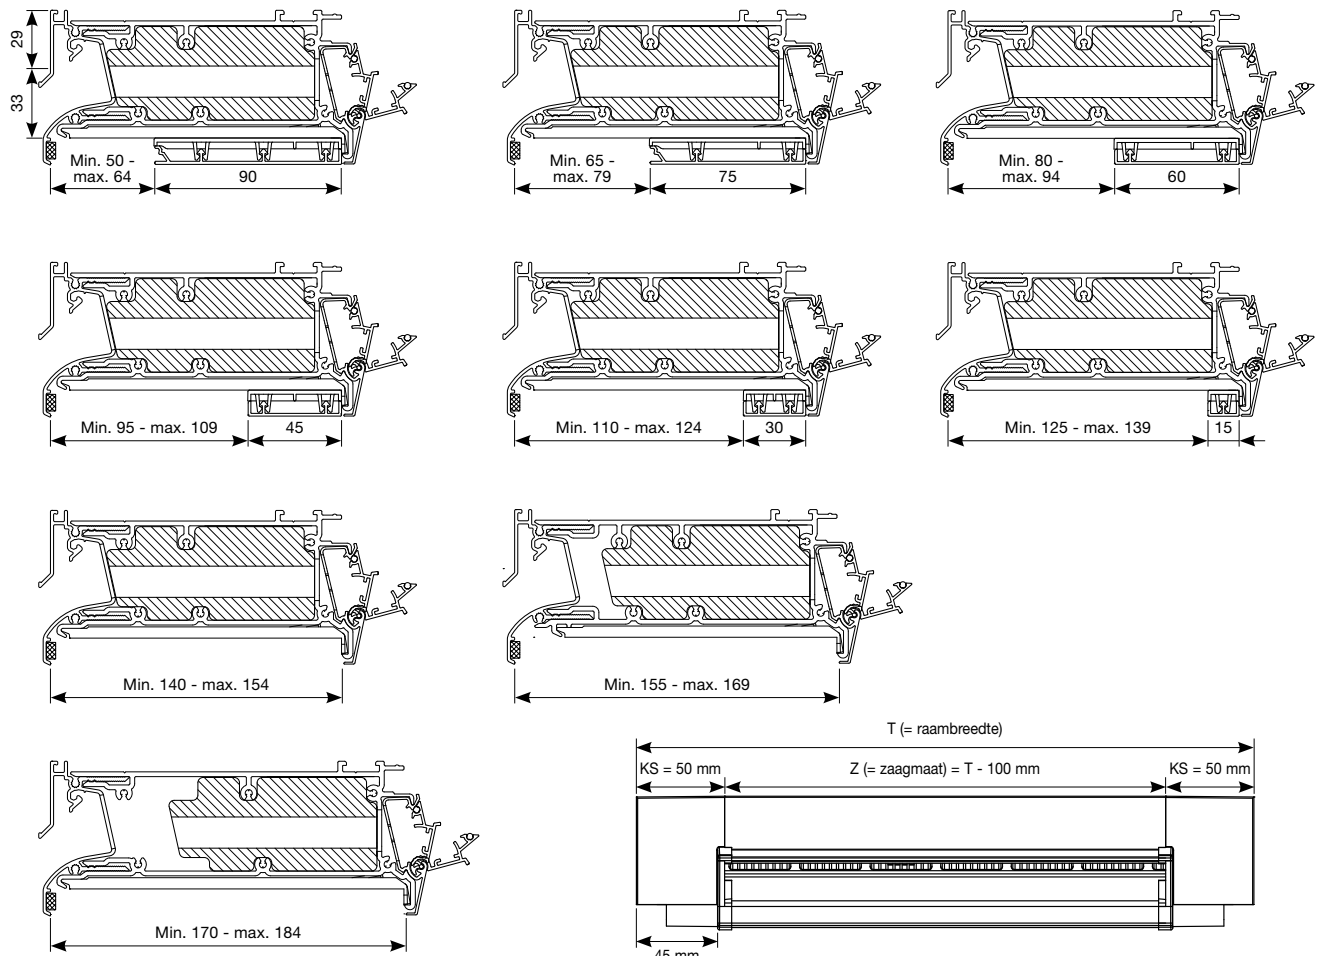 29
33
Min. 50 -
max. 64
90
Min. 65 -
max. 79
75
Min. 80 -
max. 94
60
Min. 95 - max. 109
45
Min. 110 - max. 124
30
Min. 125 - max. 139
15
Min. 140 - max. 154
Min. 155 - max. 169
T (= raambreedte)
KS = 50 mm
Z (= zaagmaat) = T - 100 mm
KS = 50 mm
Min. 170 - max. 184
45 mm